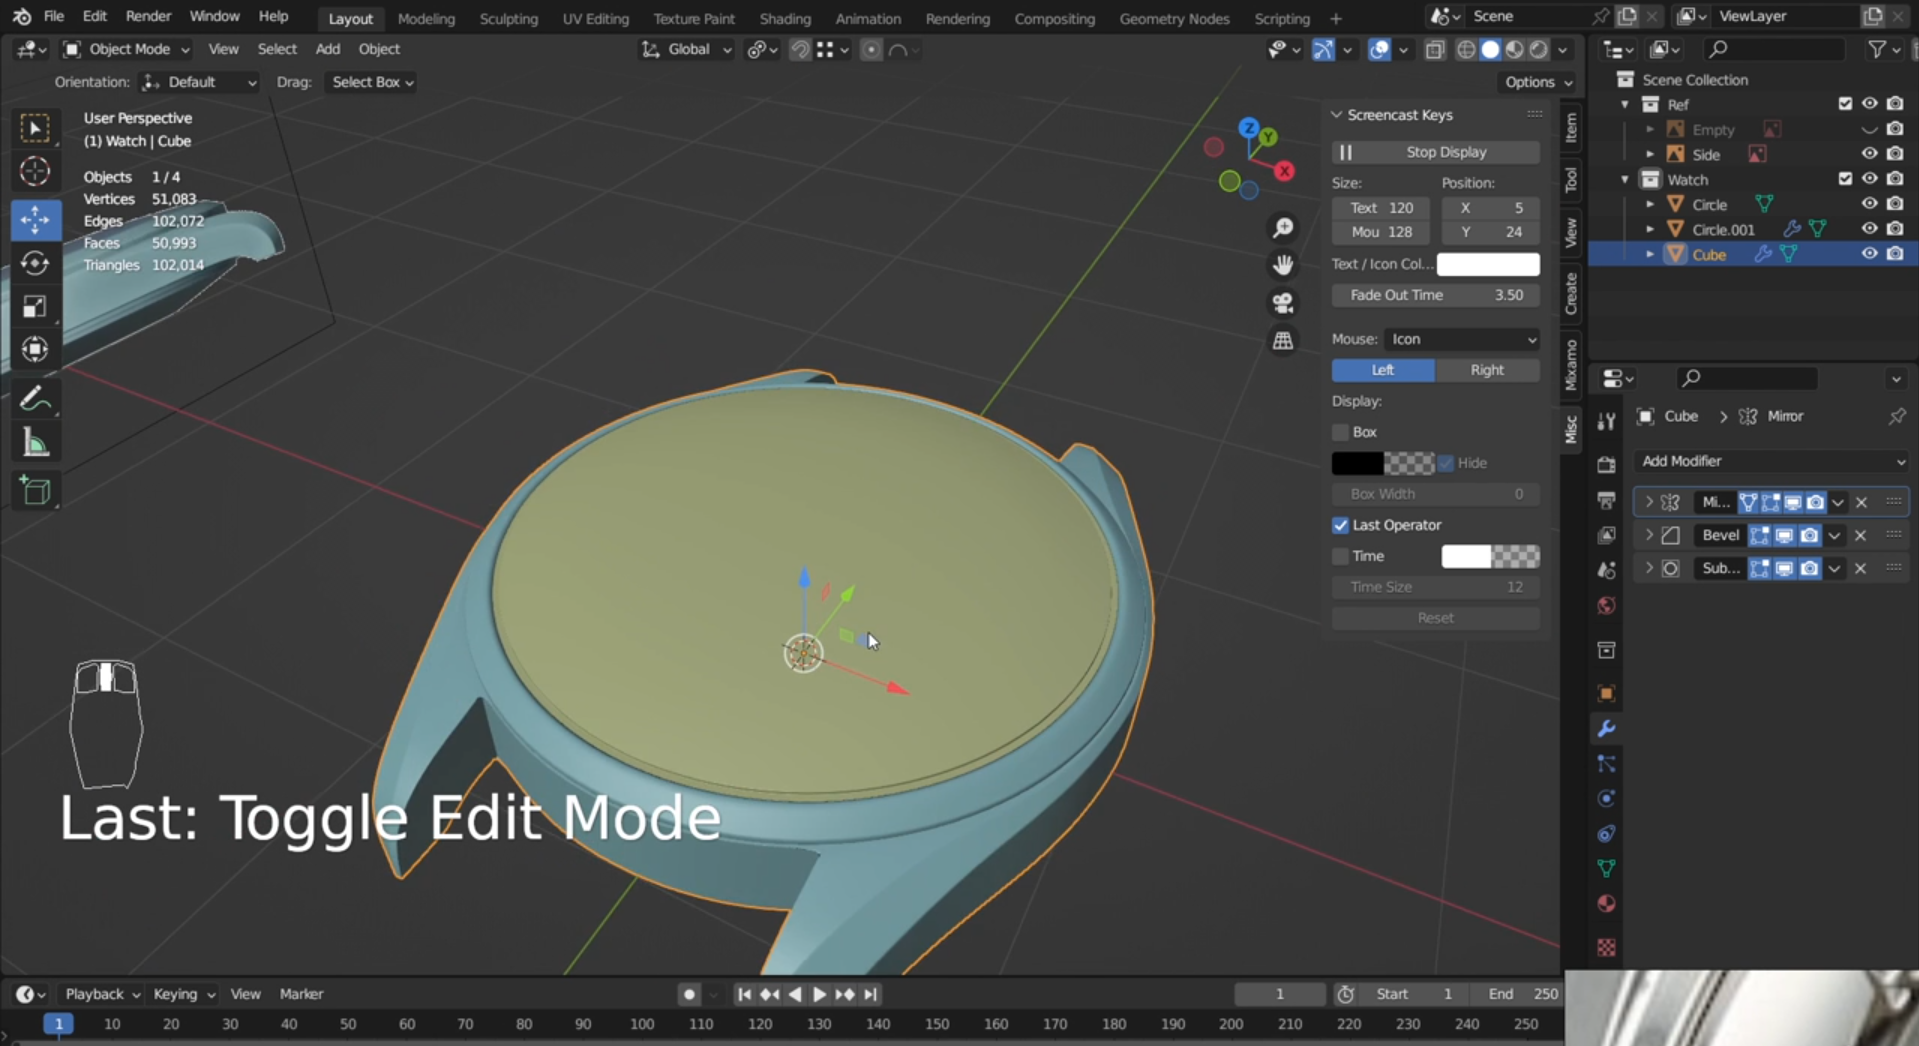 File Edit Render Window Help Layout Modeling Sculpting UV Editing Texture Paint Shading Animation Rendering Compositing Geometry Nodes Scripting + Scene ViewLayer
Object Mode View Select Add Object Global
Orientation: Default Drag: Select Box Options
User Perspective
(1) Watch | Cube
Objects 1/4
Vertices 51,083
Edges 102,072
Faces 50,993
Triangles 102,014
Z
Y
X
Screencast Keys
Stop Display
Size: Position:
Text 120 X 5
Mou 128 Y 24
Text / Icon Col...
Fade Out Time 3.50
Mouse: Icon
Left Right
Display:
Box
Hide
Box Width 0
Last Operator
Time
Time Size 12
Reset
Item
Tool
View
Create
Mixamo
Misc
Scene Collection
Ref
Empty
Side
Watch
Circle
Circle.001
Cube
Cube > Mirror
Add Modifier
Mi...
Bevel
Sub...
Last: Toggle Edit Mode
Playback Keying View Marker 1 Start 1 End 250
1 10 20 30 40 50 60 70 80 90 100 110 120 130 140 150 160 170 180 190 200 210 220 230 240 250